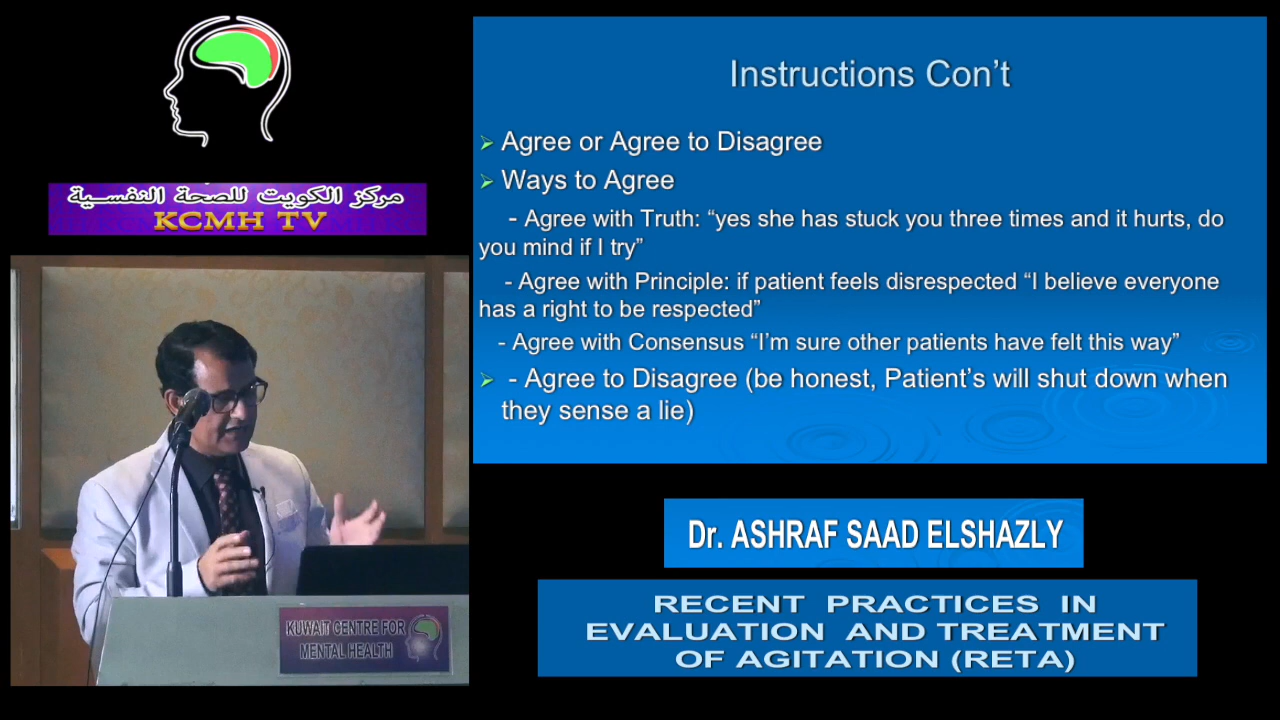 مركز الكويت للصحة النفسية
KCMH TV
Instructions Con’t
Agree or Agree to Disagree
Ways to Agree
- Agree with Truth: “yes she has stuck you three times and it hurts, do
you mind if I try”
- Agree with Principle: if patient feels disrespected “I believe everyone
has a right to be respected”
- Agree with Consensus “I’m sure other patients have felt this way”
- Agree to Disagree (be honest, Patient’s will shut down when
they sense a lie)
KUWAIT CENTRE FOR
MENTAL HEALTH
Dr. ASHRAF SAAD ELSHAZLY
RECENT PRACTICES IN
EVALUATION AND TREATMENT
OF AGITATION (RETA)